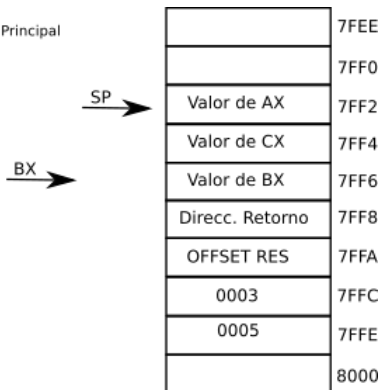 Principal
7FEE
7FF0
SP
Valor de AX
7FF2
Valor de CX
7FF4
BX
Valor de BX
7FF6
Direcc. Retorno
7FF8
OFFSET RES
7FFA
0003
7FFC
0005
7FFE
8000